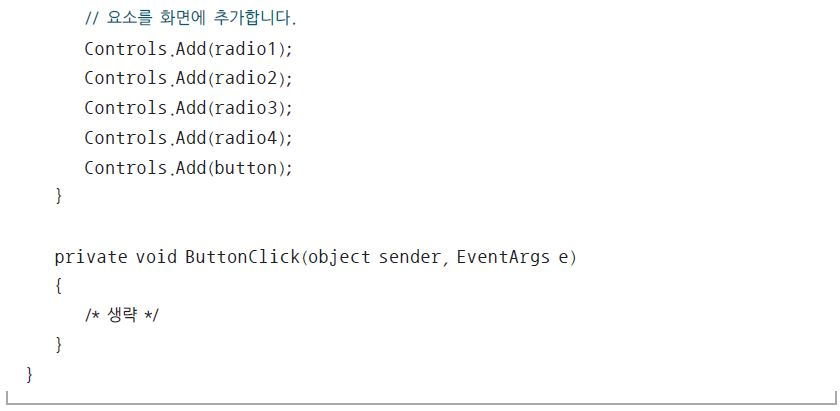 // 요소를 화면에 추가합니다.
Controls.Add(radio1);
Controls.Add(radio2);
Controls.Add(radio3);
Controls.Add(radio4);
Controls.Add(button);
}
private void ButtonClick(object sender, EventArgs e)
{
/* 생략 */
}
}